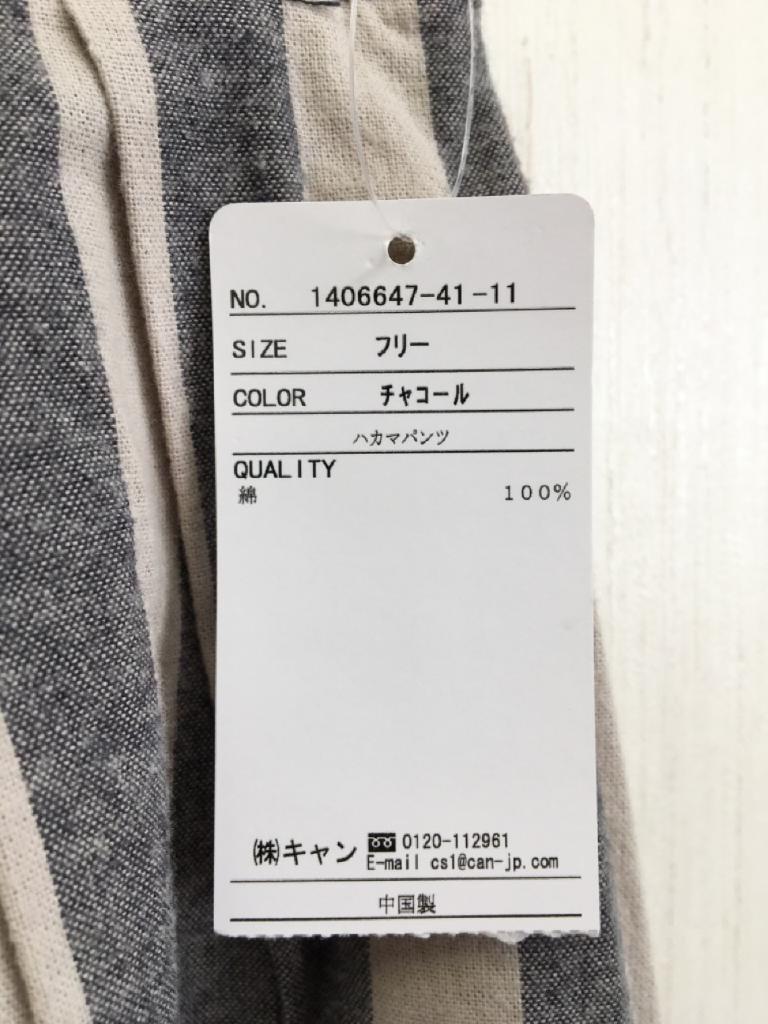 NO. 1406647-41-11
SIZE フリー
COLOR チャコール
ハカマパンツ
QUALITY
綿 100%
㈱キャン 0120-112961
E-mail cs1@can-jp.com
中国製